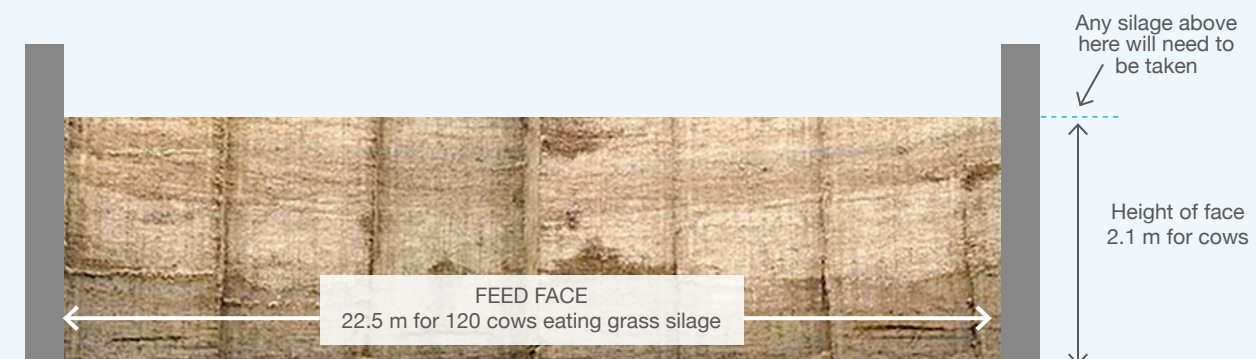 Any silage above
here will need to
be taken
Height of face
2.1 m for cows
FEED FACE
22.5 m for 120 cows eating grass silage